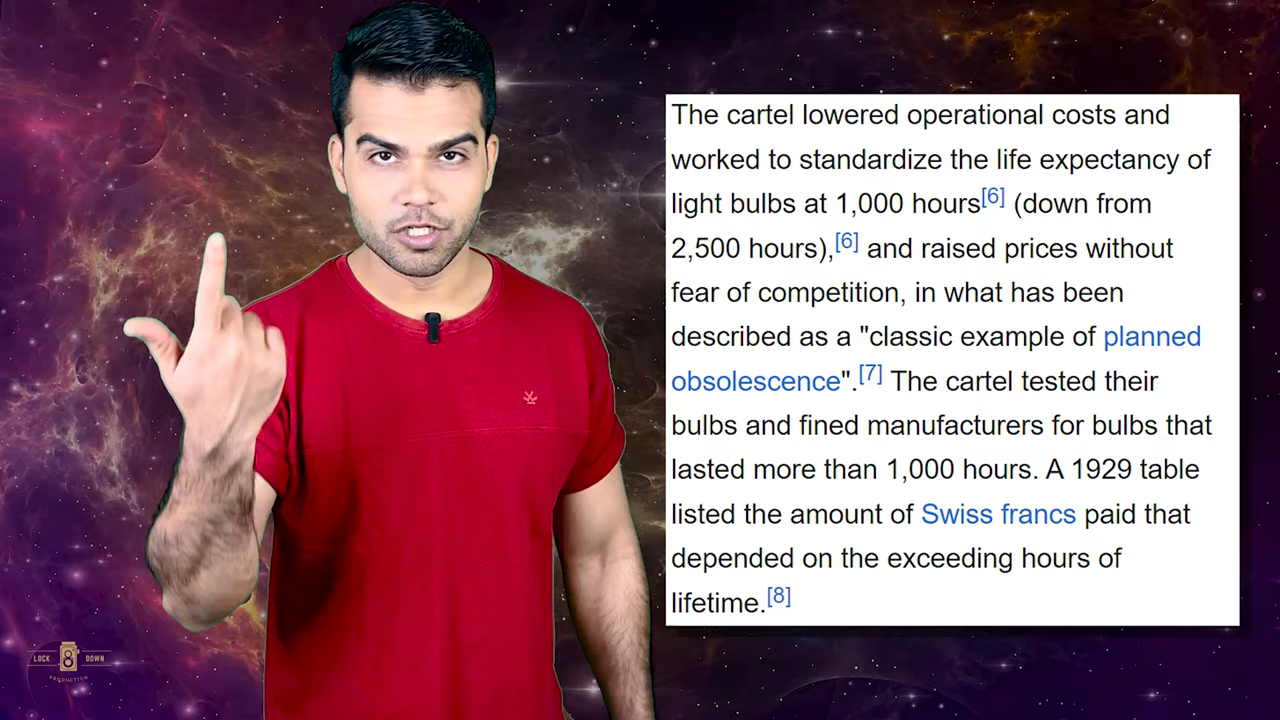 The cartel lowered operational costs and
worked to standardize the life expectancy of
light bulbs at 1,000 hours[6] (down from
2,500 hours),[6] and raised prices without
fear of competition, in what has been
described as a "classic example of planned
obsolescence".[7] The cartel tested their
bulbs and fined manufacturers for bulbs that
lasted more than 1,000 hours. A 1929 table
listed the amount of Swiss francs paid that
depended on the exceeding hours of
lifetime.[8]
LOCK 8 DOWN
PRODUCTION